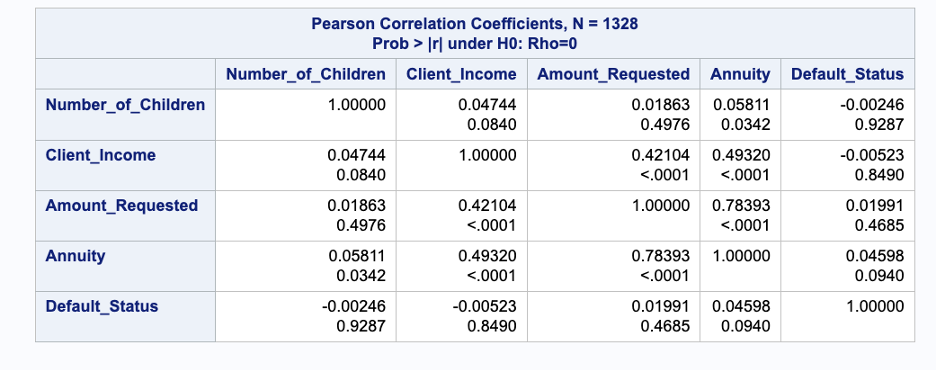 Pearson Correlation Coefficients, N = 1328
Prob > |r| under H0: Rho=0
Number_of_Children Client_Income Amount_Requested Annuity Default_Status
Number_of_Children 1.00000 0.04744 0.01863 0.05811 -0.00246
0.0840 0.4976 0.0342 0.9287
Client_Income 0.04744 1.00000 0.42104 0.49320 -0.00523
0.0840 <.0001 <.0001 0.8490
Amount_Requested 0.01863 0.42104 1.00000 0.78393 0.01991
0.4976 <.0001 <.0001 0.4685
Annuity 0.05811 0.49320 0.78393 1.00000 0.04598
0.0342 <.0001 <.0001 0.0940
Default_Status -0.00246 -0.00523 0.01991 0.04598 1.00000
0.9287 0.8490 0.4685 0.0940